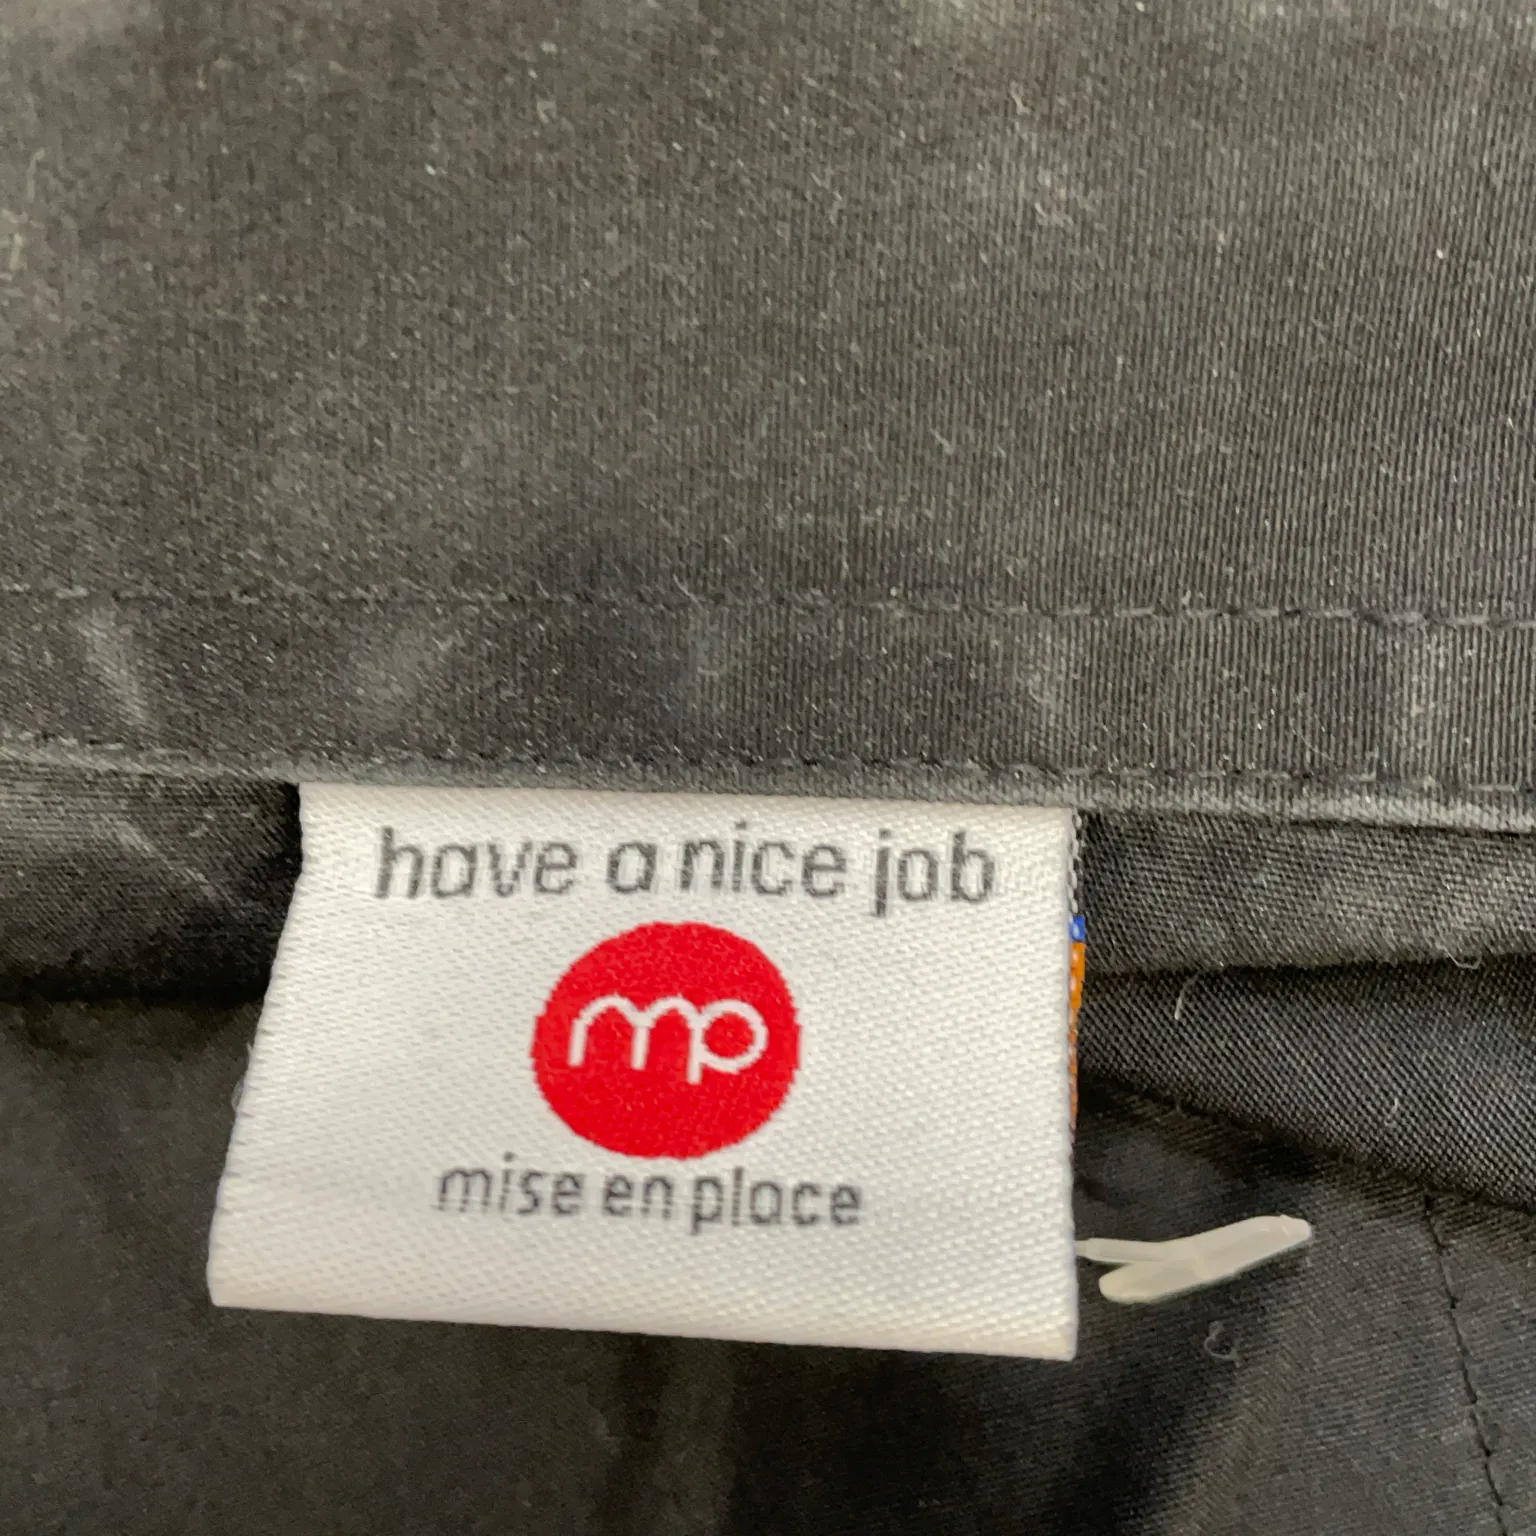 have a nice job
mp
mise en place